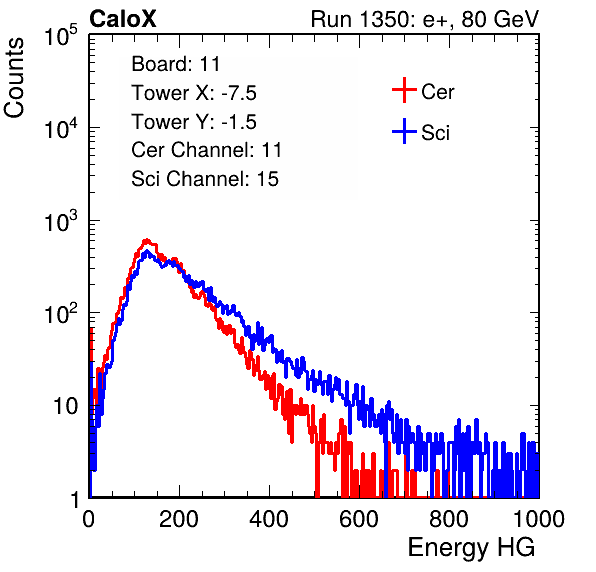 CaloX Run 1350: e+, 80 GeV
Counts
Board: 11
Tower X: -7.5
Tower Y: -1.5
Cer Channel: 11
Sci Channel: 15
Cer
Sci
10^5
10^4
10^3
10^2
10
1
0 200 400 600 800 1000
Energy HG